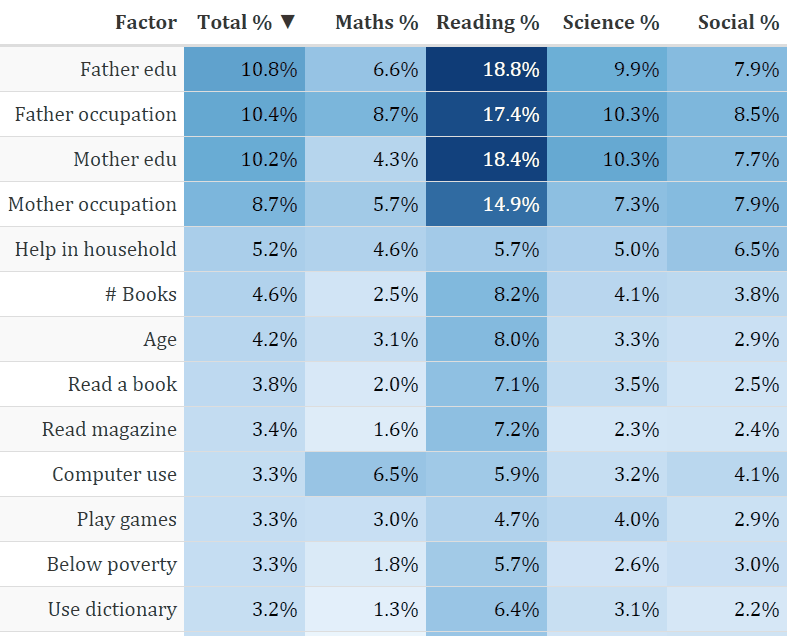 Factor Total % ▼ Maths % Reading % Science % Social %
Father edu 10.8% 6.6% 18.8% 9.9% 7.9%
Father occupation 10.4% 8.7% 17.4% 10.3% 8.5%
Mother edu 10.2% 4.3% 18.4% 10.3% 7.7%
Mother occupation 8.7% 5.7% 14.9% 7.3% 7.9%
Help in household 5.2% 4.6% 5.7% 5.0% 6.5%
# Books 4.6% 2.5% 8.2% 4.1% 3.8%
Age 4.2% 3.1% 8.0% 3.3% 2.9%
Read a book 3.8% 2.0% 7.1% 3.5% 2.5%
Read magazine 3.4% 1.6% 7.2% 2.3% 2.4%
Computer use 3.3% 6.5% 5.9% 3.2% 4.1%
Play games 3.3% 3.0% 4.7% 4.0% 2.9%
Below poverty 3.3% 1.8% 5.7% 2.6% 3.0%
Use dictionary 3.2% 1.3% 6.4% 3.1% 2.2%